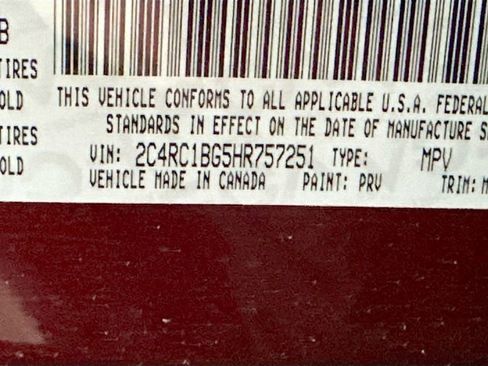 B
TIRES
OLD
TIRES
OLD
THIS VEHICLE CONFORMS TO ALL APPLICABLE U.S.A. FEDERAL
STANDARDS IN EFFECT ON THE DATE OF MANUFACTURE S
VIN: 2C4RC1BG5HR757251 TYPE: MPV
VEHICLE MADE IN CANADA PAINT: PRV TRIM: M